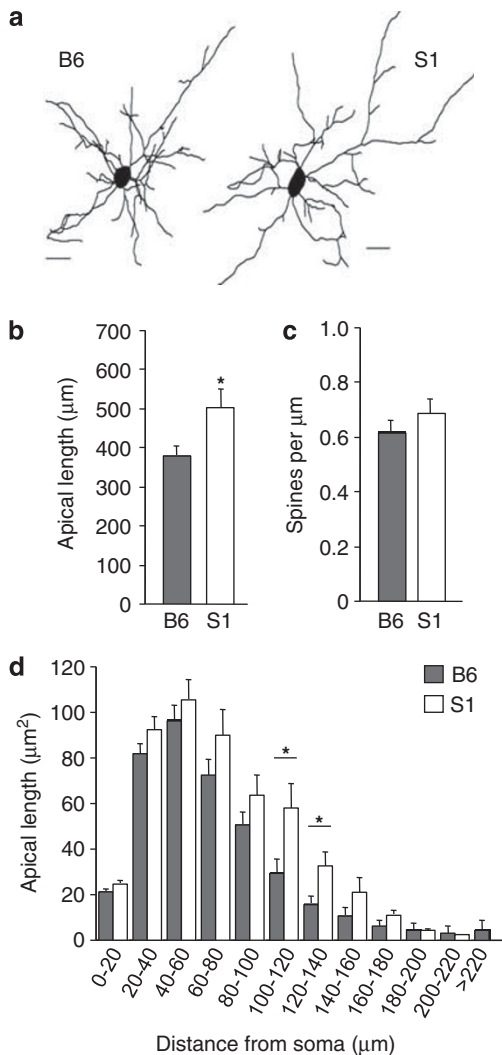 a
B6
S1
b
700
600
500
400
300
200
100
0
Apical length (μm)
*
B6 S1
c
1.0
0.8
0.6
0.4
0.2
0
Spines per μm
B6 S1
d
120
100
80
60
40
20
0
Apical length (μm²)
B6
S1
*
*
0-20 20-40 40-60 60-80 80-100 100-120 120-140 140-160 160-180 180-200 200-220 >220
Distance from soma (μm)